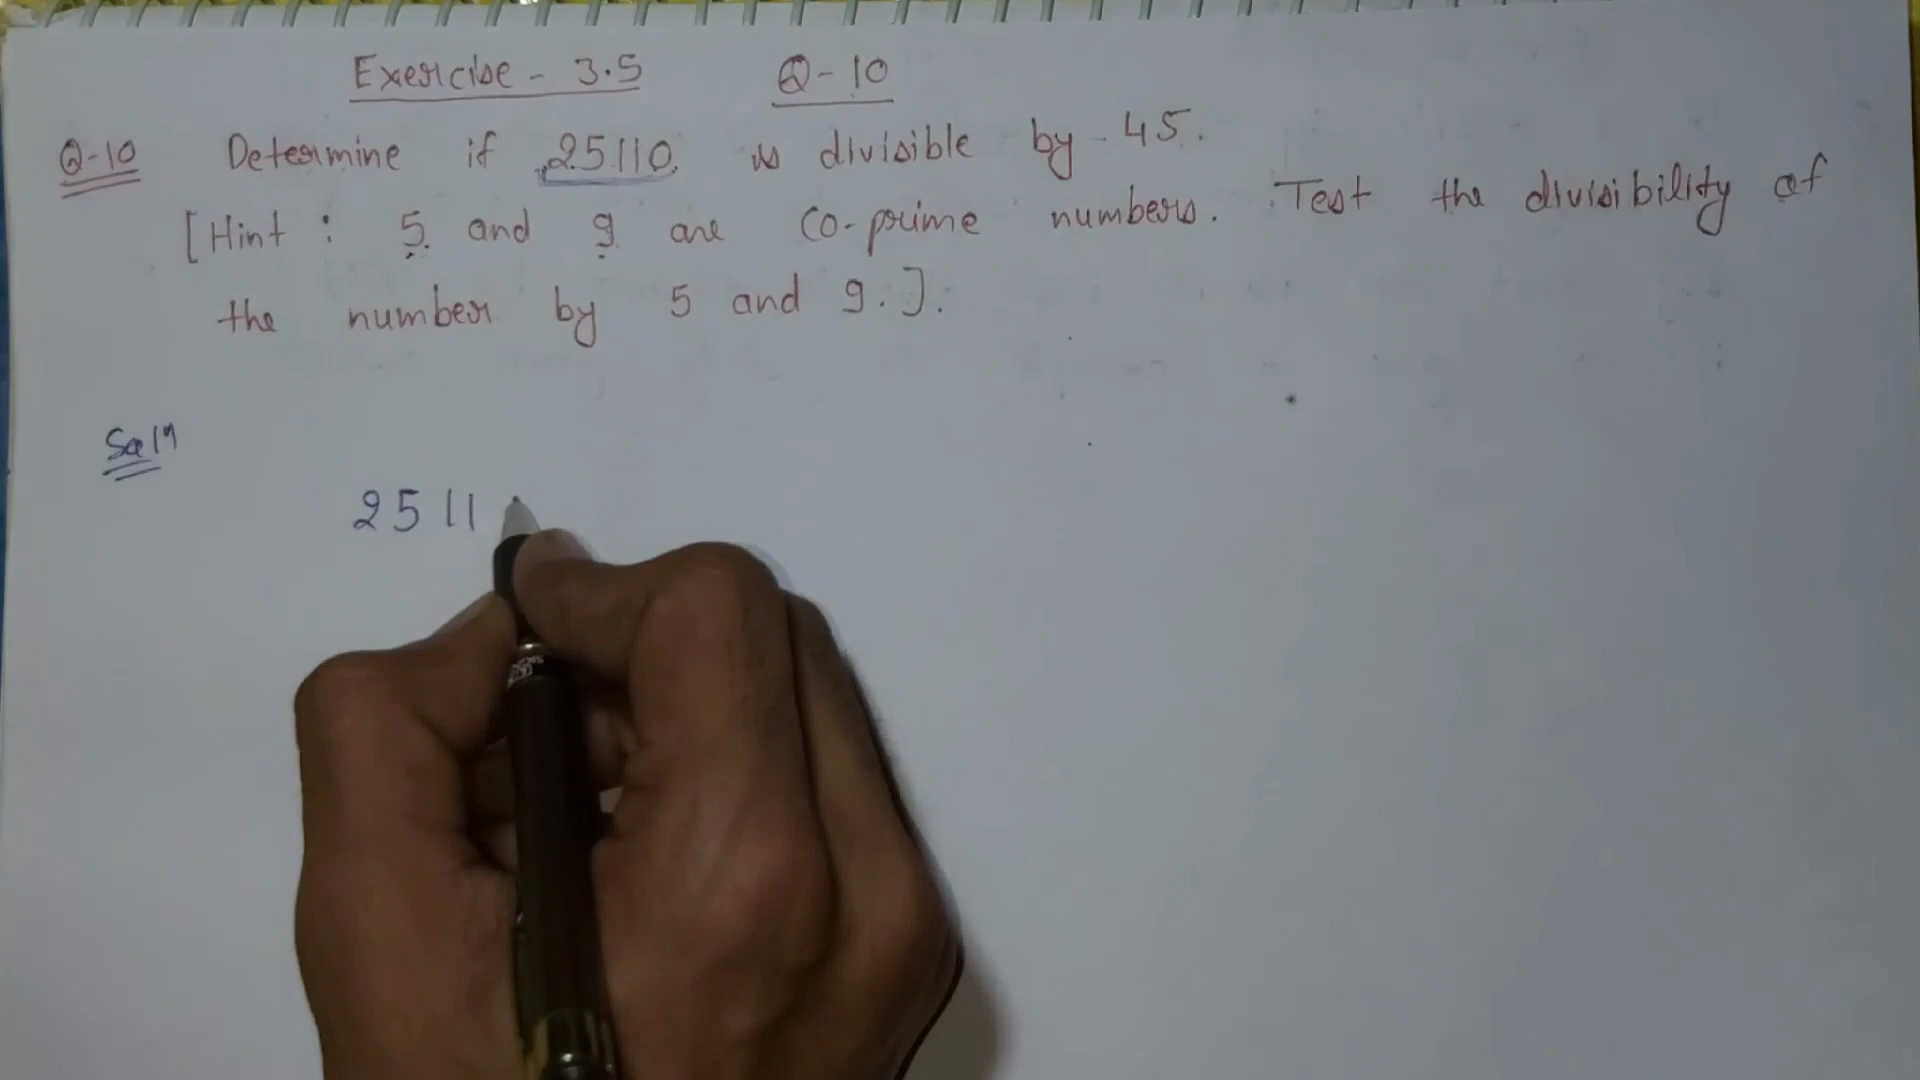 Exercise - 3.5 Q-10
Q-10 Determine if 25110 is divisible by 45.
[Hint : 5 and 9 are co-prime numbers. Test the divisibility of
the number by 5 and 9.].
Soln
2511